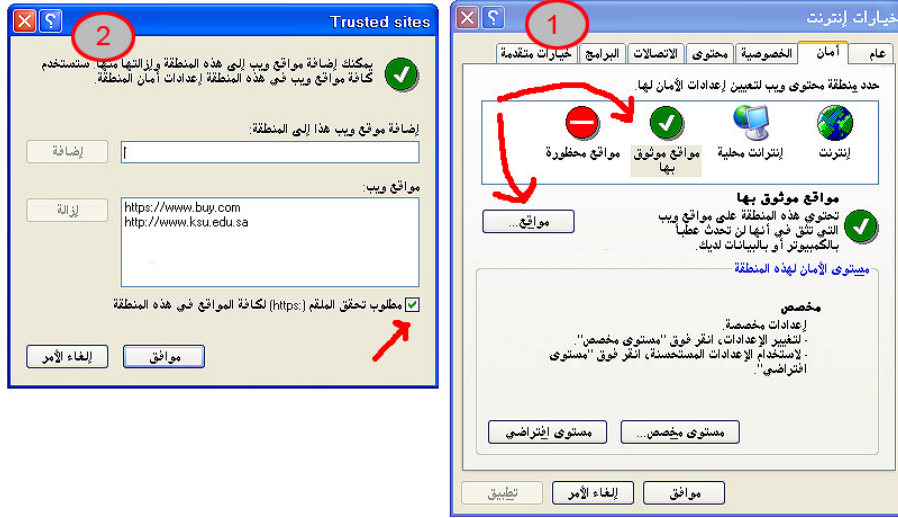 1
خيارات إنترنت
عام
أمان
الخصوصية
محتوى
الاتصالات
البرامج
خيارات متقدمة
حدد منطقة محتوى ويب لتعيين إعدادات الأمان لها.
إنترنت
إنترانت محلية
مواقع موثوق
بها
مواقع محظورة
مواقع موثوق بها
تحتوي هذه المنطقة على مواقع ويب
التي تثق في أنها لن تحدث عطباً
بالكمبيوتر أو بالبيانات لديك.
مواقع...
مستوى الأمان لهذه المنطقة
مخصص
إعدادات مخصصة.
- لتغيير الإعدادات، انقر فوق "مستوى مخصص".
- لاستخدام الإعدادات المستحسنة، انقر فوق "مستوى
افتراضي".
مستوى مخصص...
مستوى افتراضي
موافق
إلغاء الأمر
تطبيق
2
Trusted sites
يمكنك إضافة مواقع ويب إلى هذه المنطقة وإزالتها منها. ستستخدم
كافة مواقع ويب في هذه المنطقة إعدادات أمان المنطقة.
إضافة موقع ويب هذا إلى المنطقة:
إضافة
مواقع ويب:
https://www.buy.com
http://www.ksu.edu.sa
إزالة
مطلوب تحقق الملقم (https:) لكافة المواقع في هذه المنطقة
موافق
إلغاء الأمر